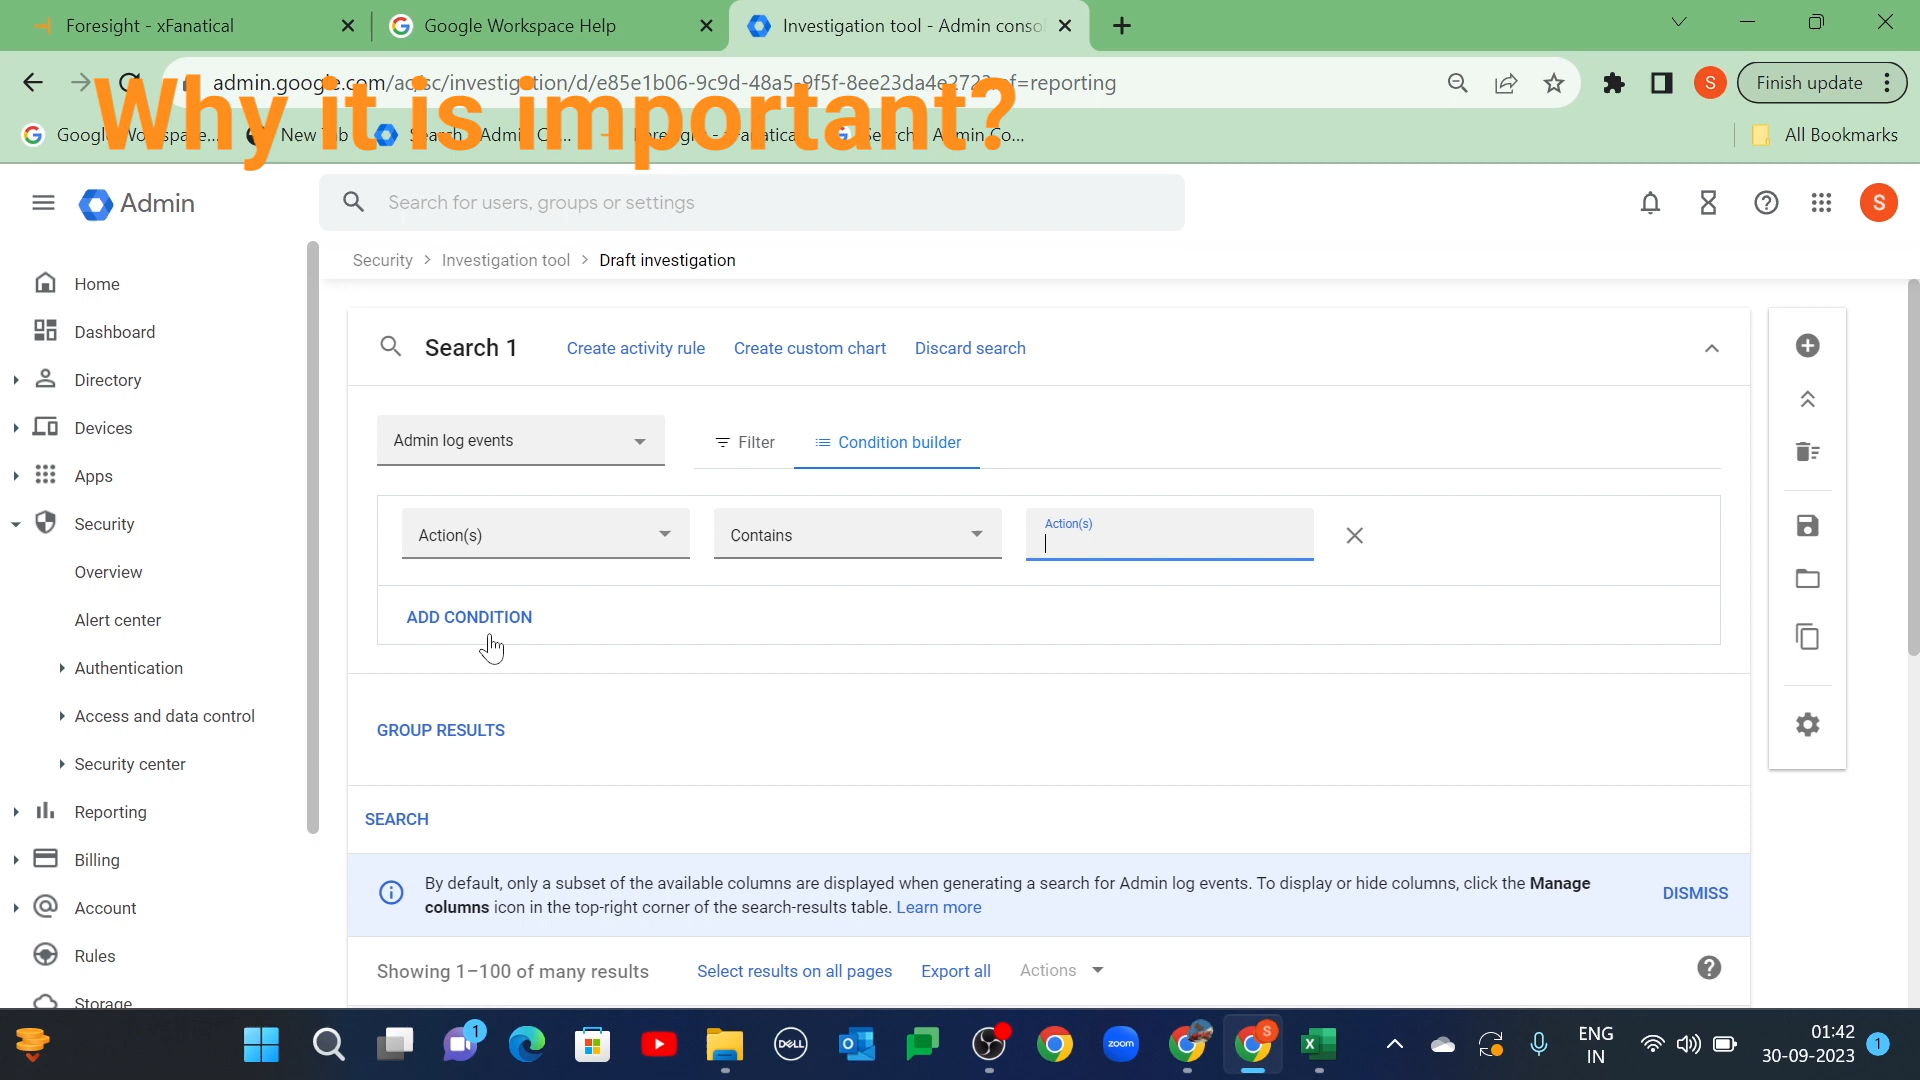 Foresight - xFanatical
Google Workspace Help
Investigation tool - Admin conso
Finish update
Why it is important?
All Bookmarks
Admin
Search for users, groups or settings
S
Security > Investigation tool > Draft investigation
Home
Dashboard
Directory
Devices
Apps
Security
Overview
Alert center
Authentication
Access and data control
Security center
Reporting
Billing
Account
Rules
Storage
Search 1
Create activity rule
Create custom chart
Discard search
Admin log events
Filter
Condition builder
Action(s)
Contains
Action(s)
ADD CONDITION
GROUP RESULTS
SEARCH
By default, only a subset of the available columns are displayed when generating a search for Admin log events. To display or hide columns, click the Manage
columns icon in the top-right corner of the search-results table. Learn more
DISMISS
Showing 1–100 of many results
Select results on all pages
Export all
Actions
1
DELL
zoom
S
ENG
IN
01:42
30-09-2023
1